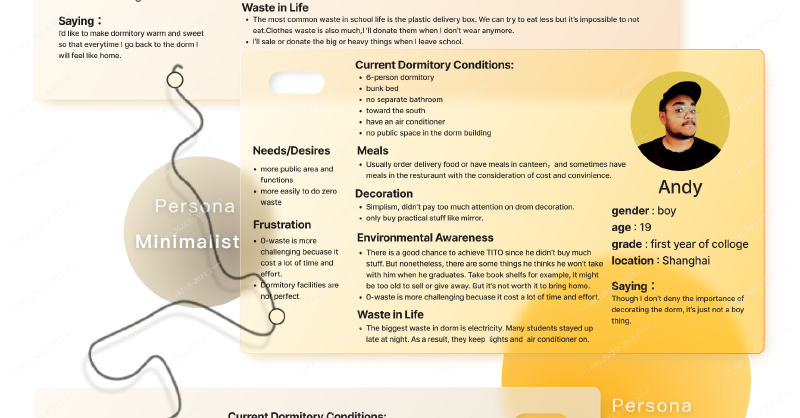 Waste in Life
• The most common waste in school life is the plastic delivery box. We can try to eat less but it's impossible to not
eat.Clothes waste is also much,I 'll donate them when I don't wear anymore.
• I'll sale or donate the big or heavy things when I leave school.
Saying：
I'd like to make dormitory warm and sweet
so that everytime I go back to the dorm I
will feel like home.
Persona
Minimalist
Needs/Desires
• more public area and
functions
• more easily to do zero
waste
Frustration
• 0-waste is more
challenging becuase it
cost a lot of time and
effort.
• Dormitory facilities are
not perfect
Current Dormitory Conditions:
• 6-person dormitory
• bunk bed
• no separate bathroom
• toward the south
• have an air conditioner
• no public space in the dorm building
Meals
• Usually order delivery food or have meals in canteen，and sometimes have
meals in the resturaunt with the consideration of cost and convinience.
Decoration
• Simplism, didn't pay too much attention on drom decoration.
• only buy practical stuff like mirror.
Environmental Awareness
• There is a good chance to achieve TITO since he didn't buy much
stuff. But nonetheless, there are some things he thinks he won't take
with him when he graduates. Take book shelfs for example, it might
be too old to sell or give away. But it's not worth it to bring home.
• 0-waste is more challenging becuase it cost a lot of time and effort.
Waste in Life
• The biggest waste in dorm is electricity. Many students stayed up
late at night. As a result, they keep lights and air conditioner on.
Andy
gender : boy
age : 19
grade : first year of colloge
location : Shanghai
Saying：
Though I don't deny the importance of
decorating the dorm, it's just not a boy
thing.
Persona
Current Dormitory Conditions: